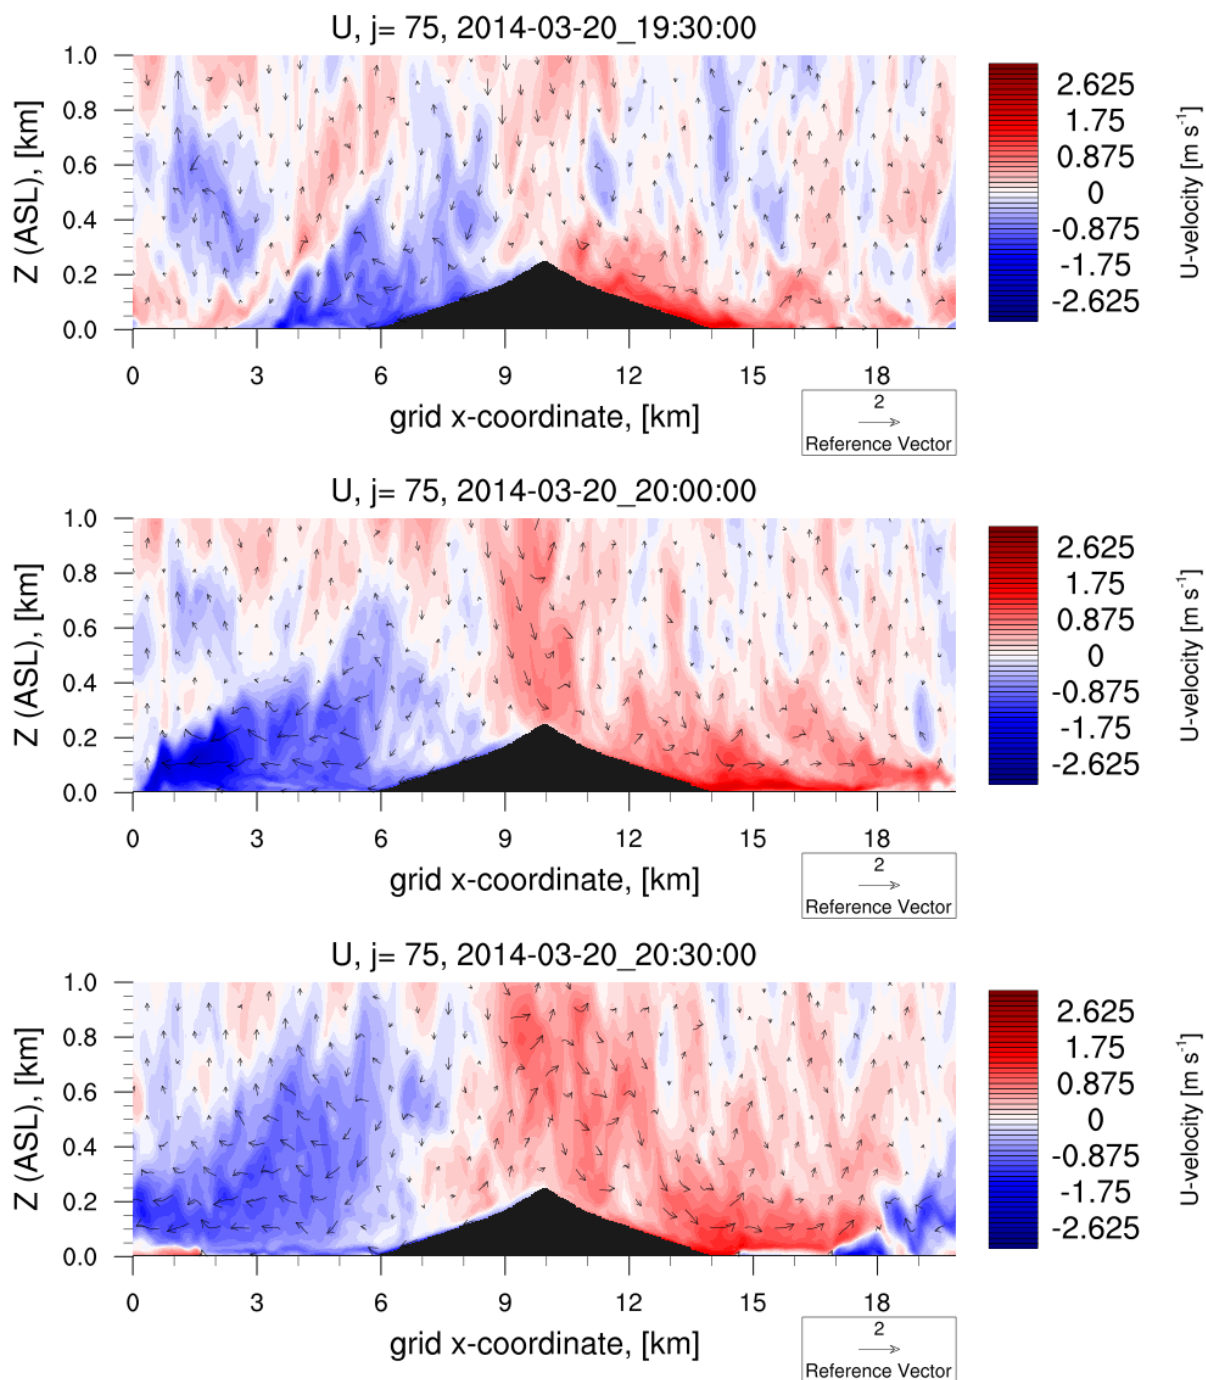 U, j= 75, 2014-03-20_19:30:00
1.0
0.8
0.6
0.4
0.2
0.0
Z (ASL), [km]
0 3 6 9 12 15 18
grid x-coordinate, [km]
2
Reference Vector
2.625
1.75
0.875
0
-0.875
-1.75
-2.625
U-velocity [m s⁻¹]
U, j= 75, 2014-03-20_20:00:00
1.0
0.8
0.6
0.4
0.2
0.0
Z (ASL), [km]
0 3 6 9 12 15 18
grid x-coordinate, [km]
2
Reference Vector
2.625
1.75
0.875
0
-0.875
-1.75
-2.625
U-velocity [m s⁻¹]
U, j= 75, 2014-03-20_20:30:00
1.0
0.8
0.6
0.4
0.2
0.0
Z (ASL), [km]
0 3 6 9 12 15 18
grid x-coordinate, [km]
2
Reference Vector
2.625
1.75
0.875
0
-0.875
-1.75
-2.625
U-velocity [m s⁻¹]